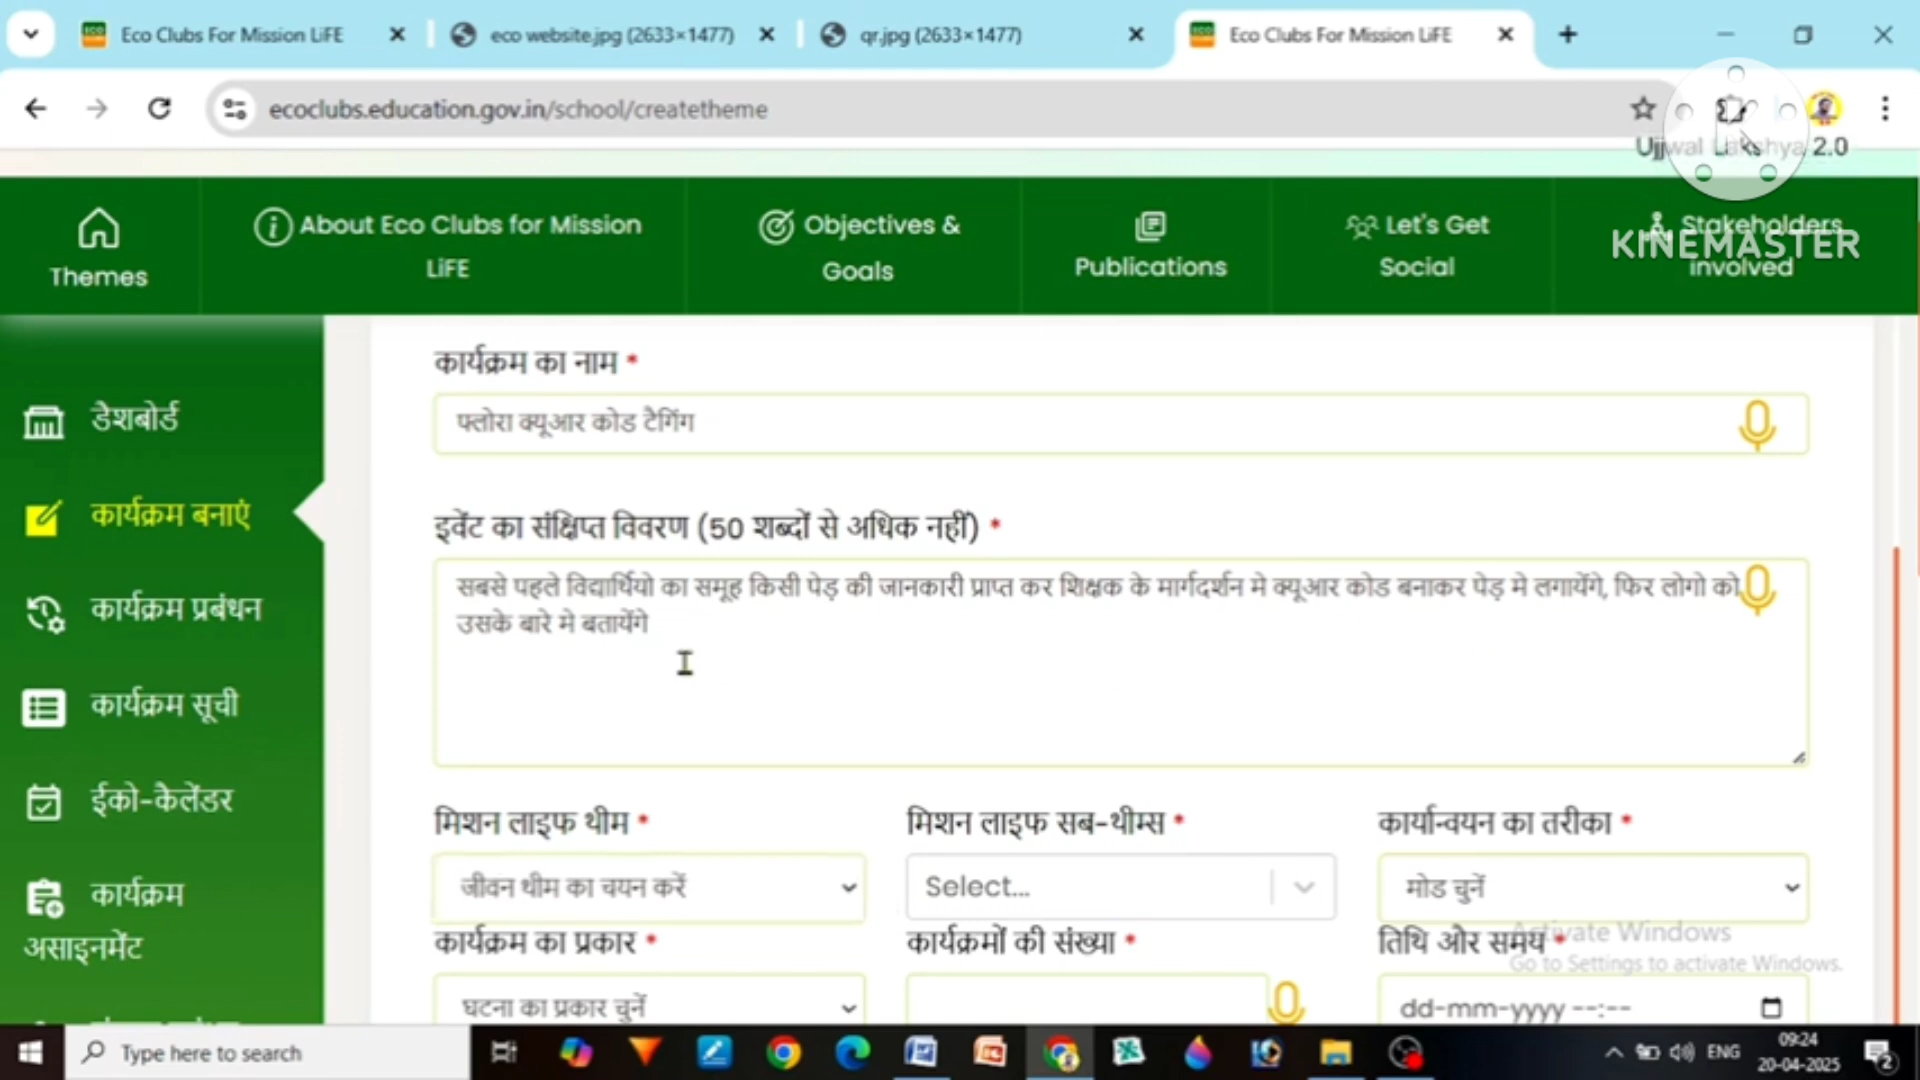 Eco Clubs For Mission LiFE
eco website.jpg (2633×1477)
qr.jpg (2633×1477)
Eco Clubs For Mission LiFE
ecoclubs.education.gov.in/school/createtheme
Ujjwal Lakshya 2.0
KINEMASTER
Themes
About Eco Clubs for Mission
LiFE
Objectives &
Goals
Publications
Let's Get
Social
Stakeholders
involved
डैशबोर्ड
कार्यक्रम बनाएं
कार्यक्रम प्रबंधन
कार्यक्रम सूची
ईको-कैलेंडर
कार्यक्रम
असाइनमेंट
कार्यक्रम का नाम *
फ्लोरा क्यूआर कोड टैगिंग
इवेंट का संक्षिप्त विवरण (50 शब्दों से अधिक नहीं) *
सबसे पहले विद्यार्थियो का समूह किसी पेड़ की जानकारी प्राप्त कर शिक्षक के मार्गदर्शन मे क्यूआर कोड बनाकर पेड़ मे लगायेंगे, फिर लोगो को
उसके बारे मे बतायेंगे
मिशन लाइफ थीम *
मिशन लाइफ सब-थीम्स *
कार्यान्वयन का तरीका *
जीवन थीम का चयन करें
Select...
मोड चुनें
कार्यक्रम का प्रकार *
कार्यक्रमों की संख्या *
तिथि और समय *
Activate Windows
Go to Settings to activate Windows.
घटना का प्रकार चुनें
dd-mm-yyyy --:--
Type here to search
ENG
09:24
20-04-2025
2